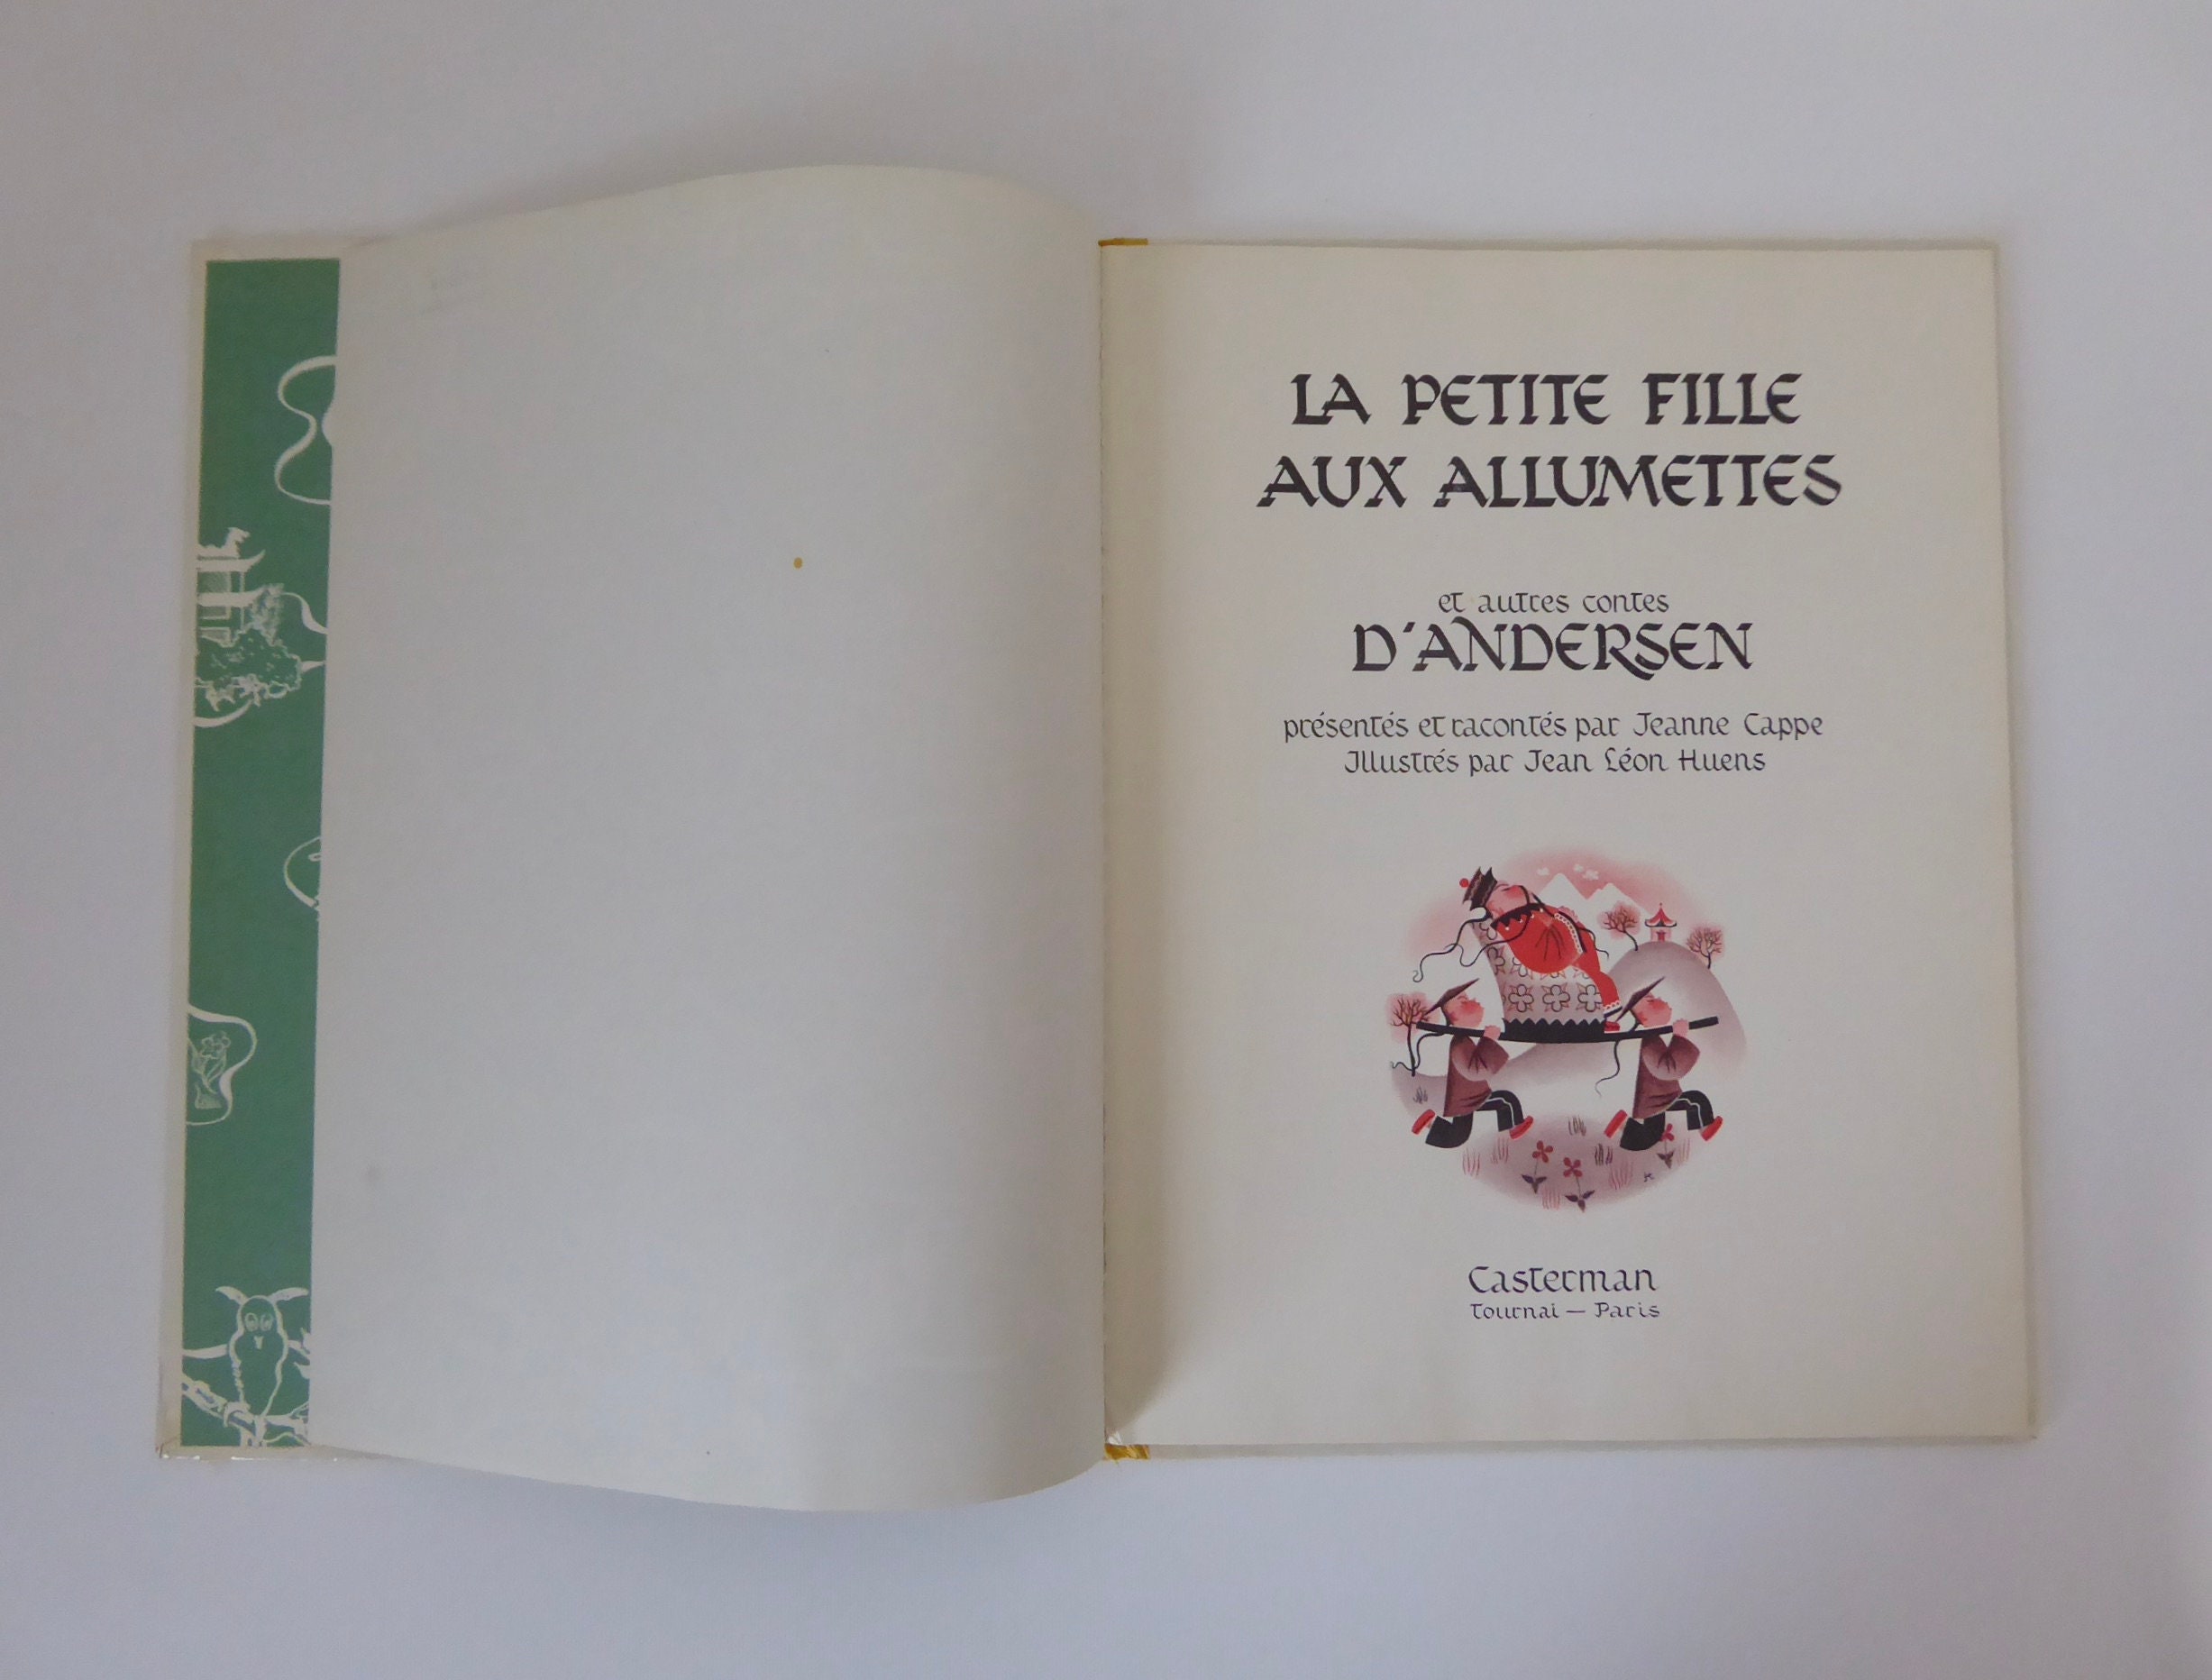 LA PETITE FILLE
AUX ALLUMETTES
et autres contes
D'ANDERSEN
présentés et racontés par Jeanne Cappe
Illustrés par Jean Léon Huens
Casterman
Tournai — Paris